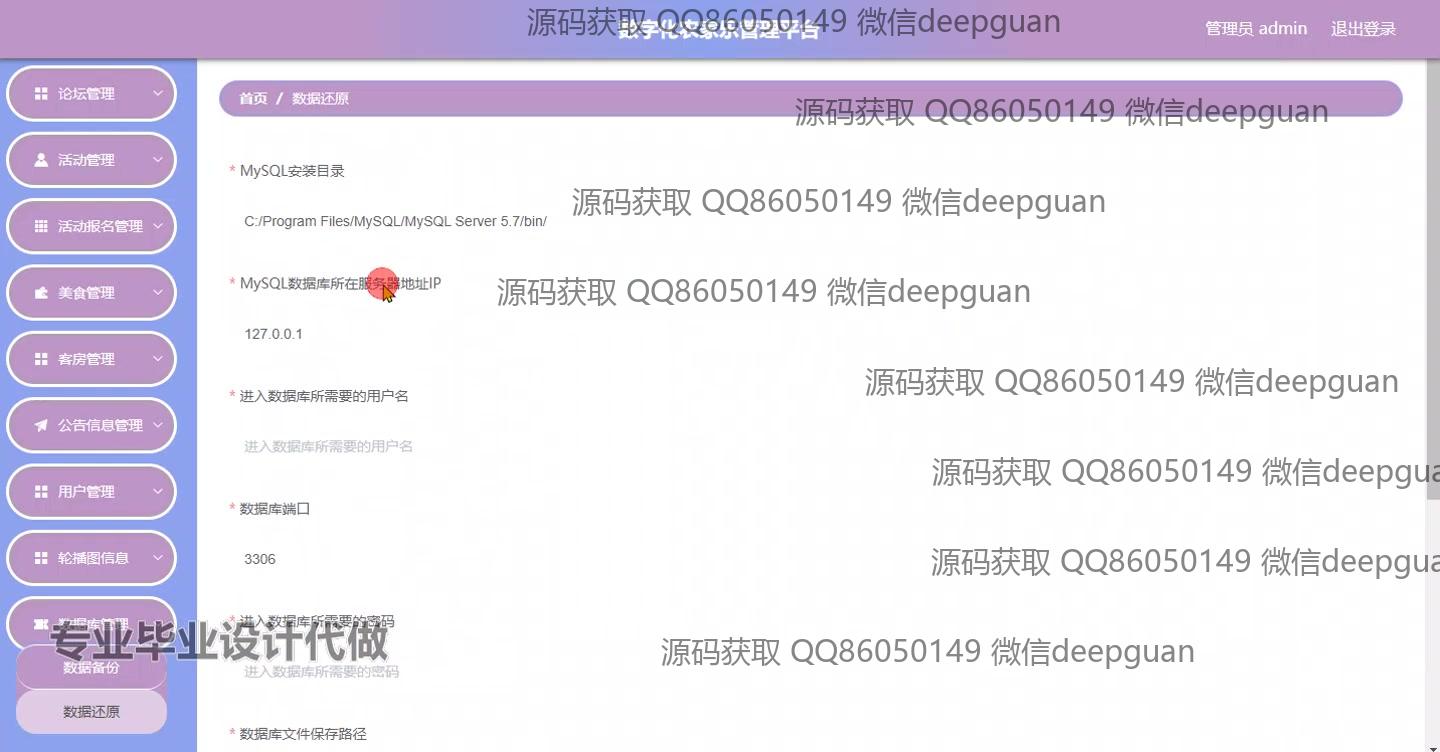 数字化农家乐管理平台
源码获取 QQ86050149 微信deepguan
管理员 admin
退出登录
论坛管理
活动管理
活动报名管理
美食管理
客房管理
公告信息管理
用户管理
轮播图信息
数据库管理
数据备份
数据还原
专业毕业设计代做
首页 / 数据还原
源码获取 QQ86050149 微信deepguan
* MySQL安装目录
源码获取 QQ86050149 微信deepguan
C:/Program Files/MySQL/MySQL Server 5.7/bin/
* MySQL数据库所在服务器地址IP
源码获取 QQ86050149 微信deepguan
127.0.0.1
源码获取 QQ86050149 微信deepguan
* 进入数据库所需要的用户名
进入数据库所需要的用户名
源码获取 QQ86050149 微信deepgua
* 数据库端口
3306
源码获取 QQ86050149 微信deepgua
* 进入数据库所需要的密码
源码获取 QQ86050149 微信deepguan
进入数据库所需要的密码
* 数据库文件保存路径